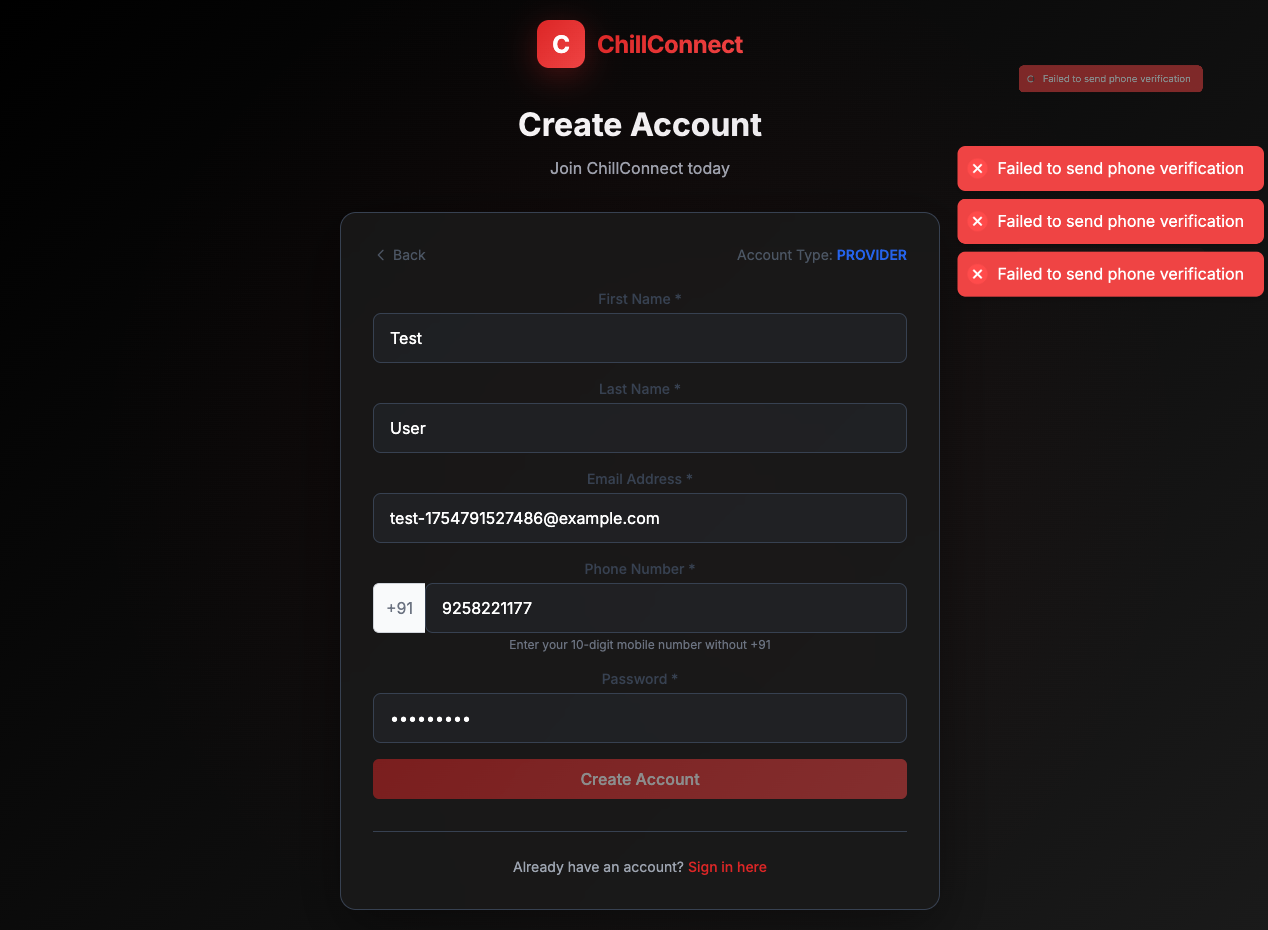 C ChillConnect
C Failed to send phone verification
Create Account
Join ChillConnect today
Failed to send phone verification
Failed to send phone verification
Failed to send phone verification
Back
Account Type: PROVIDER
First Name *
Test
Last Name *
User
Email Address *
test-1754791527486@example.com
Phone Number *
+91 9258221177
Enter your 10-digit mobile number without +91
Password *
•••••••••
Create Account
Already have an account? Sign in here